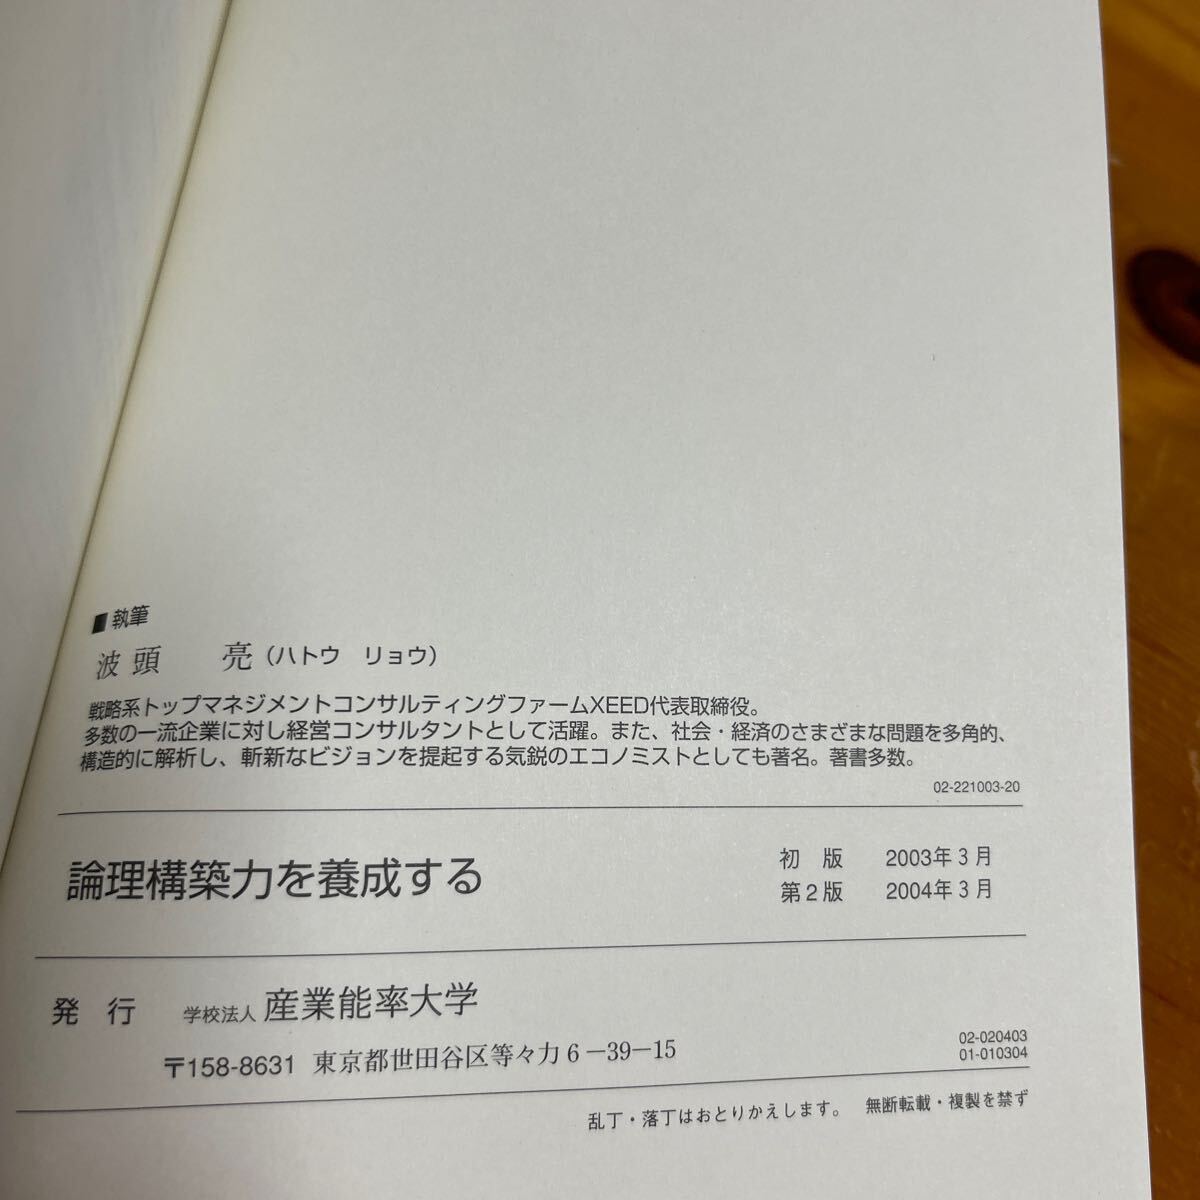 ■執筆
波頭　亮（ハトウ　リョウ）
戦略系トップマネジメントコンサルティングファームXEED代表取締役。
多数の一流企業に対し経営コンサルタントとして活躍。また、社会・経済のさまざまな問題を多角的、
構造的に解析し、斬新なビジョンを提起する気鋭のエコノミストとしても著名。著書多数。
02-221003-20
論理構築力を養成する
初　版　2003年3月
第2版　2004年3月
発　行　学校法人 産業能率大学
〒158-8631 東京都世田谷区等々力6－39－15
02-020403
01-010304
乱丁・落丁はおとりかえします。　無断転載・複製を禁ず